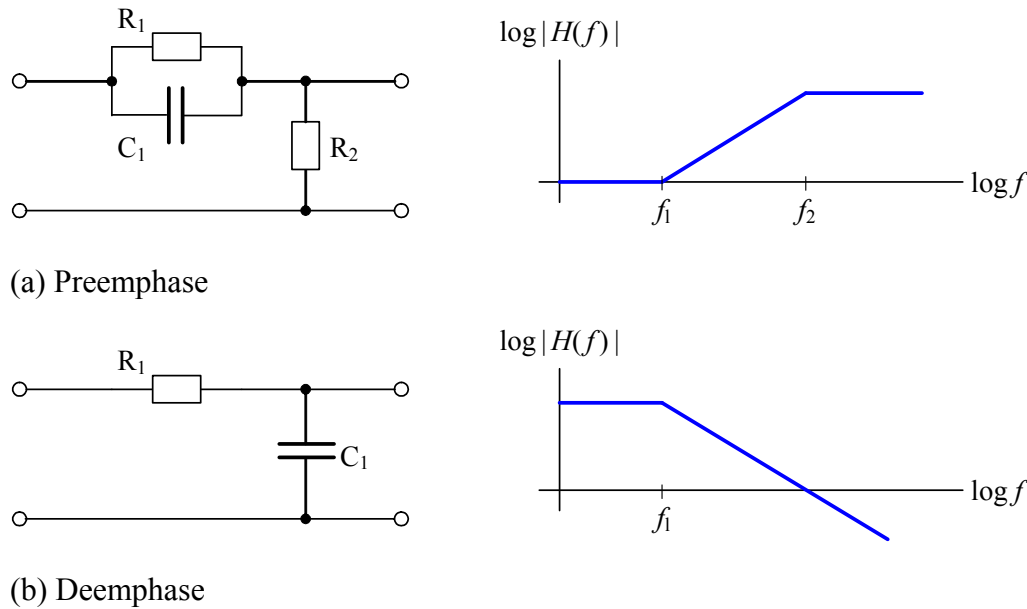 R₁
C₁
R₂
log|H(f)|
log f
f₁
f₂
(a) Preemphase
R₁
C₁
log|H(f)|
log f
f₁
(b) Deemphase